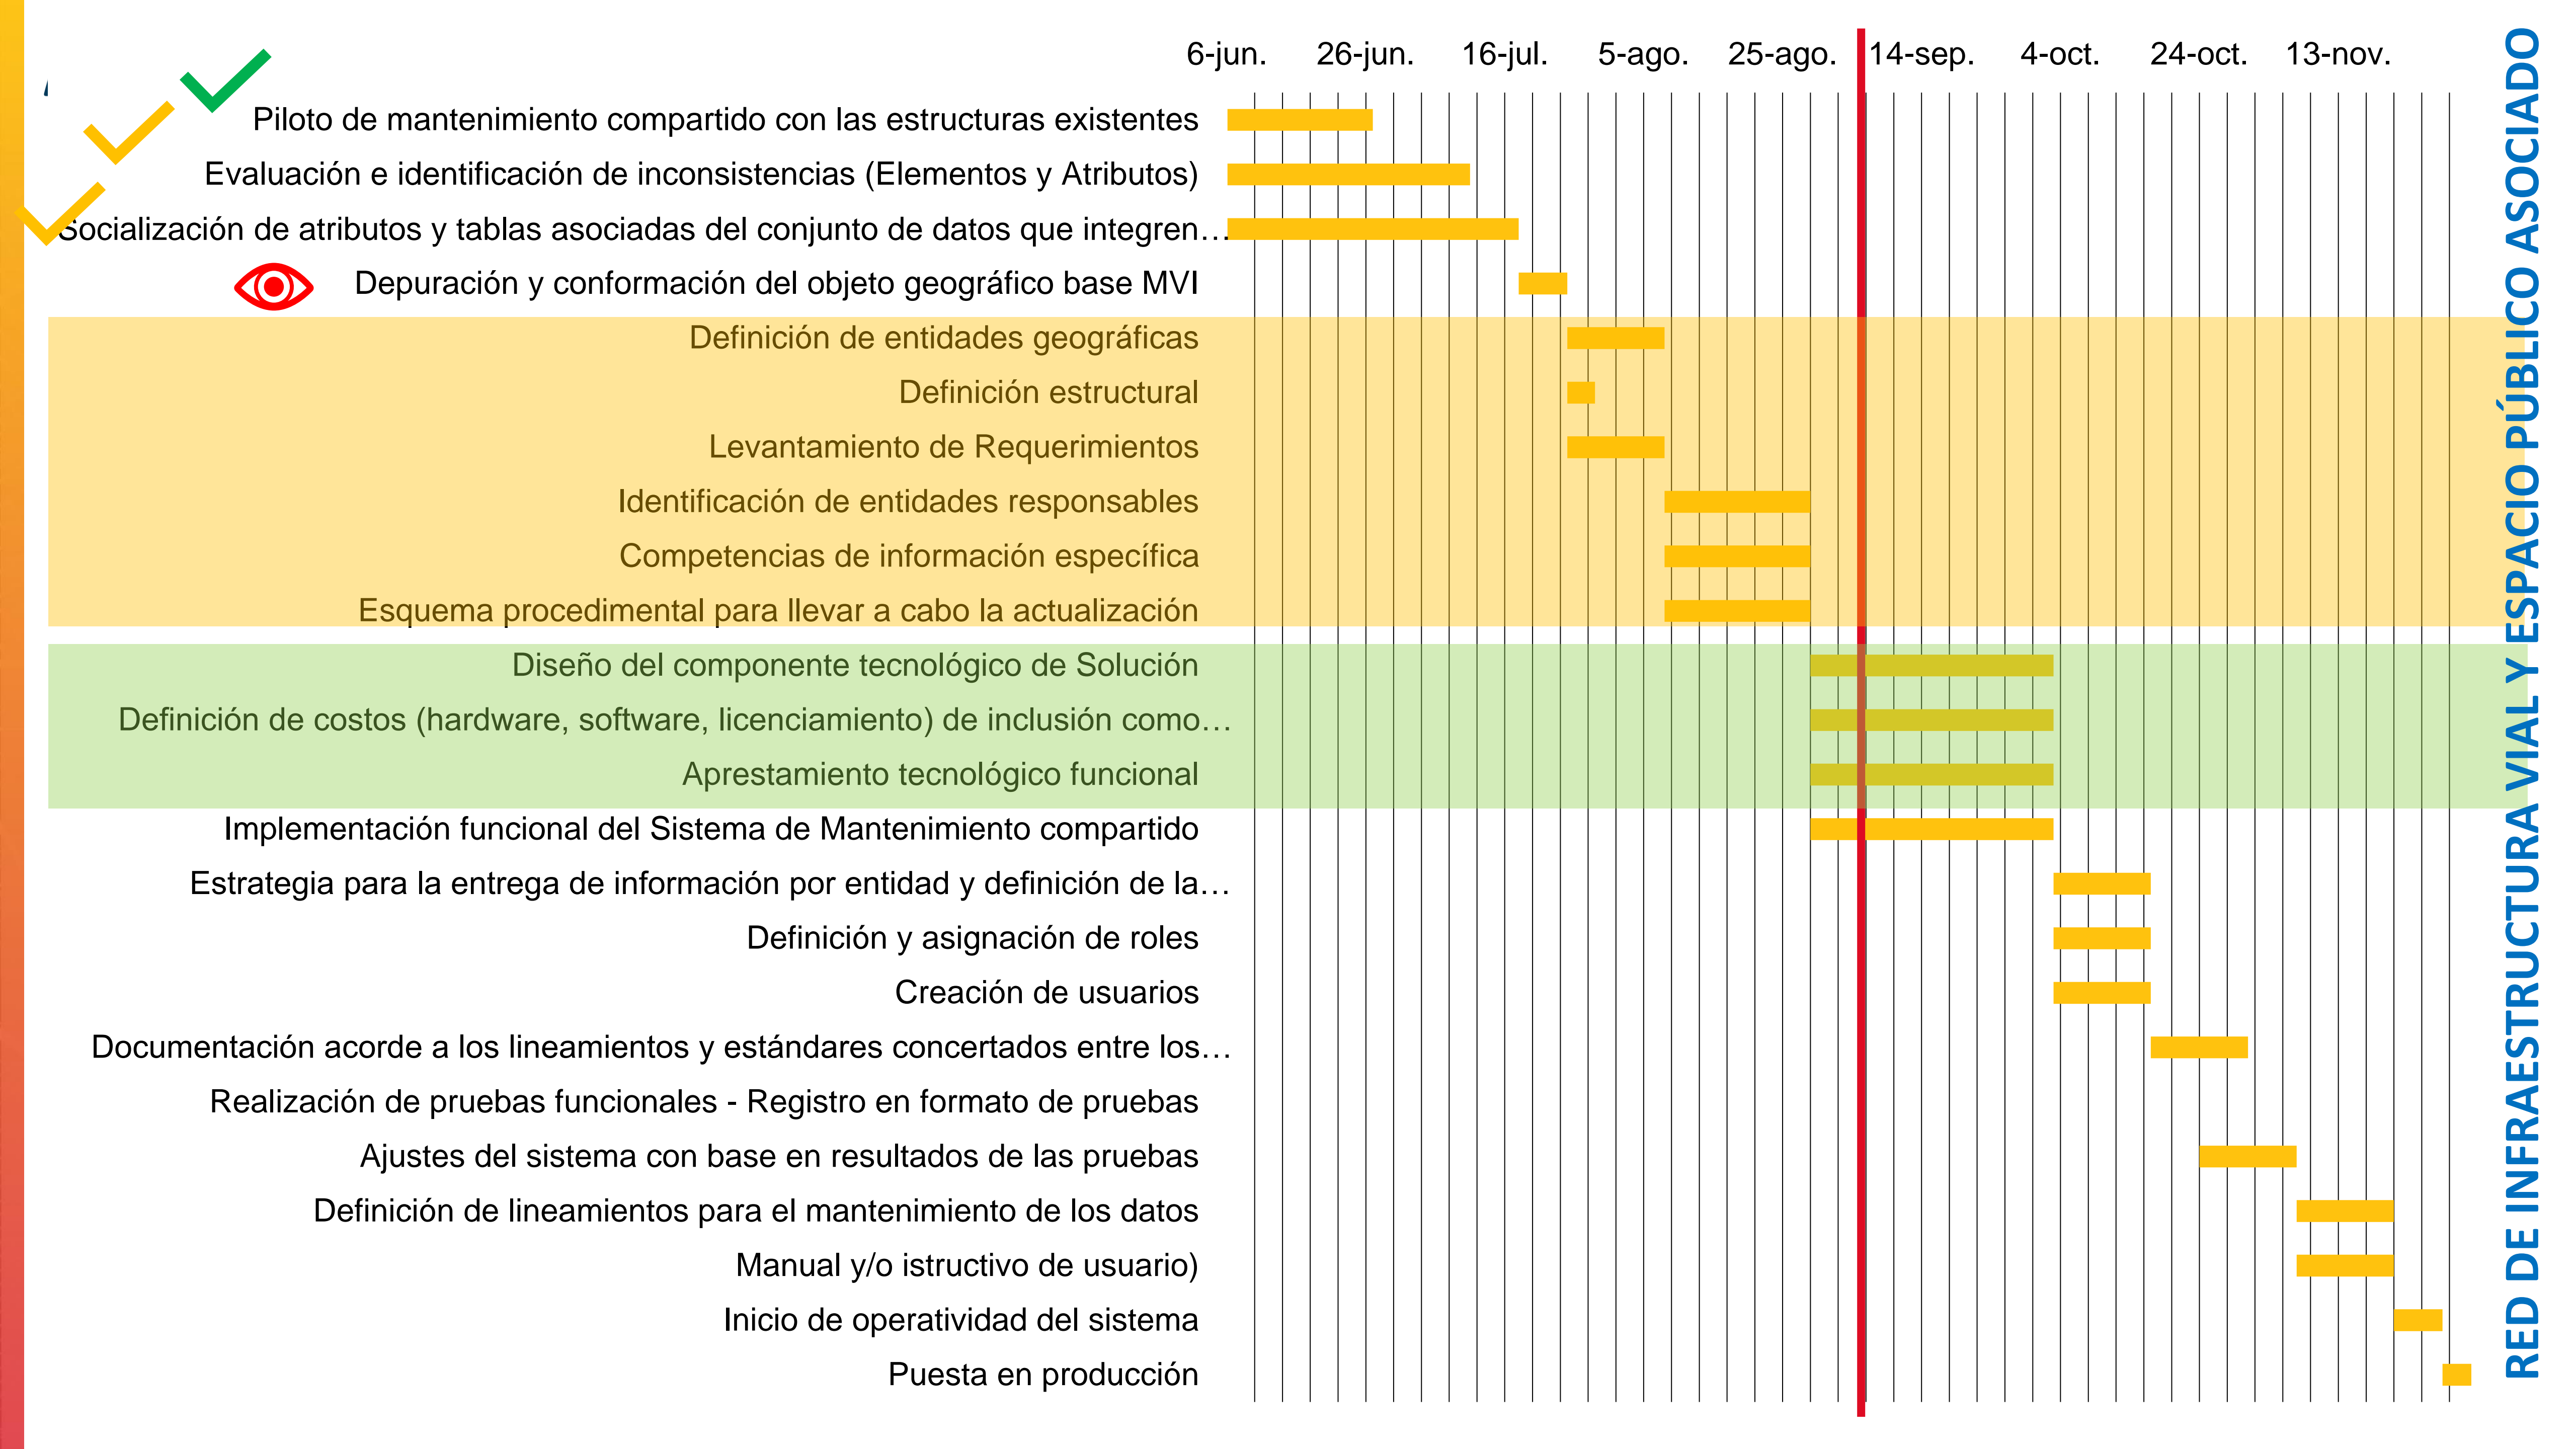 6-jun. 26-jun. 16-jul. 5-ago. 25-ago. 14-sep. 4-oct. 24-oct. 13-nov.
Piloto de mantenimiento compartido con las estructuras existentes
Evaluación e identificación de inconsistencias (Elementos y Atributos)
Socialización de atributos y tablas asociadas del conjunto de datos que integren…
Depuración y conformación del objeto geográfico base MVI
Definición de entidades geográficas
Definición estructural
Levantamiento de Requerimientos
Identificación de entidades responsables
Competencias de información específica
Esquema procedimental para llevar a cabo la actualización
Diseño del componente tecnológico de Solución
Definición de costos (hardware, software, licenciamiento) de inclusión como…
Aprestamiento tecnológico funcional
Implementación funcional del Sistema de Mantenimiento compartido
Estrategia para la entrega de información por entidad y definición de la…
Definición y asignación de roles
Creación de usuarios
Documentación acorde a los lineamientos y estándares concertados entre los…
Realización de pruebas funcionales - Registro en formato de pruebas
Ajustes del sistema con base en resultados de las pruebas
Definición de lineamientos para el mantenimiento de los datos
Manual y/o istructivo de usuario)
Inicio de operatividad del sistema
Puesta en producción
RED DE INFRAESTRUCTURA VIAL Y ESPACIO PÚBLICO ASOCIADO